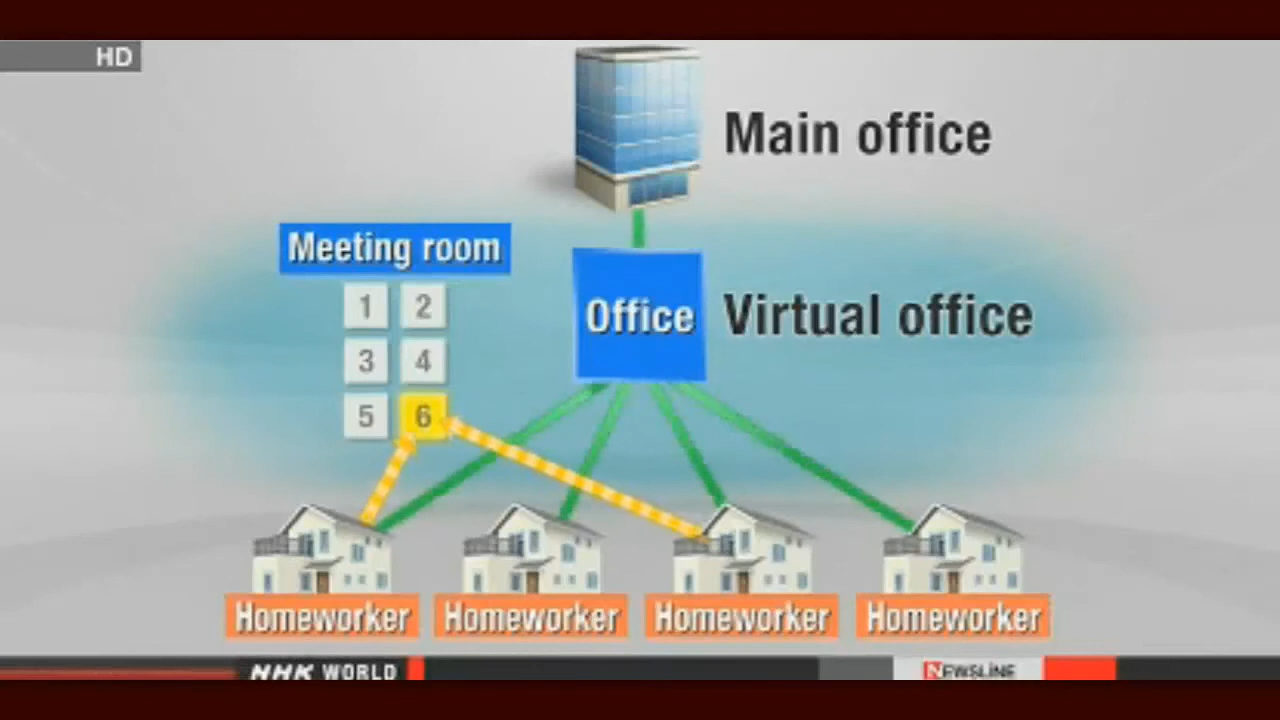 HD
Main office
Meeting room
1 2
3 4
5 6
Office
Virtual office
Homeworker Homeworker Homeworker Homeworker
NHK WORLD
NEWSLINE